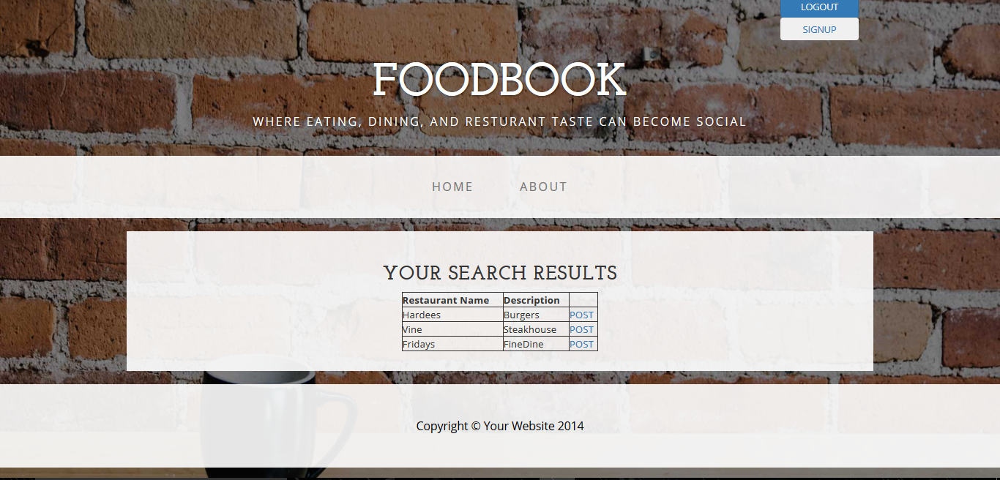 LOGOUT
SIGNUP
FOODBOOK
WHERE EATING, DINING, AND RESTURANT TASTE CAN BECOME SOCIAL
HOME ABOUT
YOUR SEARCH RESULTS
Restaurant Name Description
Hardees Burgers POST
Vine Steakhouse POST
Fridays FineDine POST
Copyright © Your Website 2014